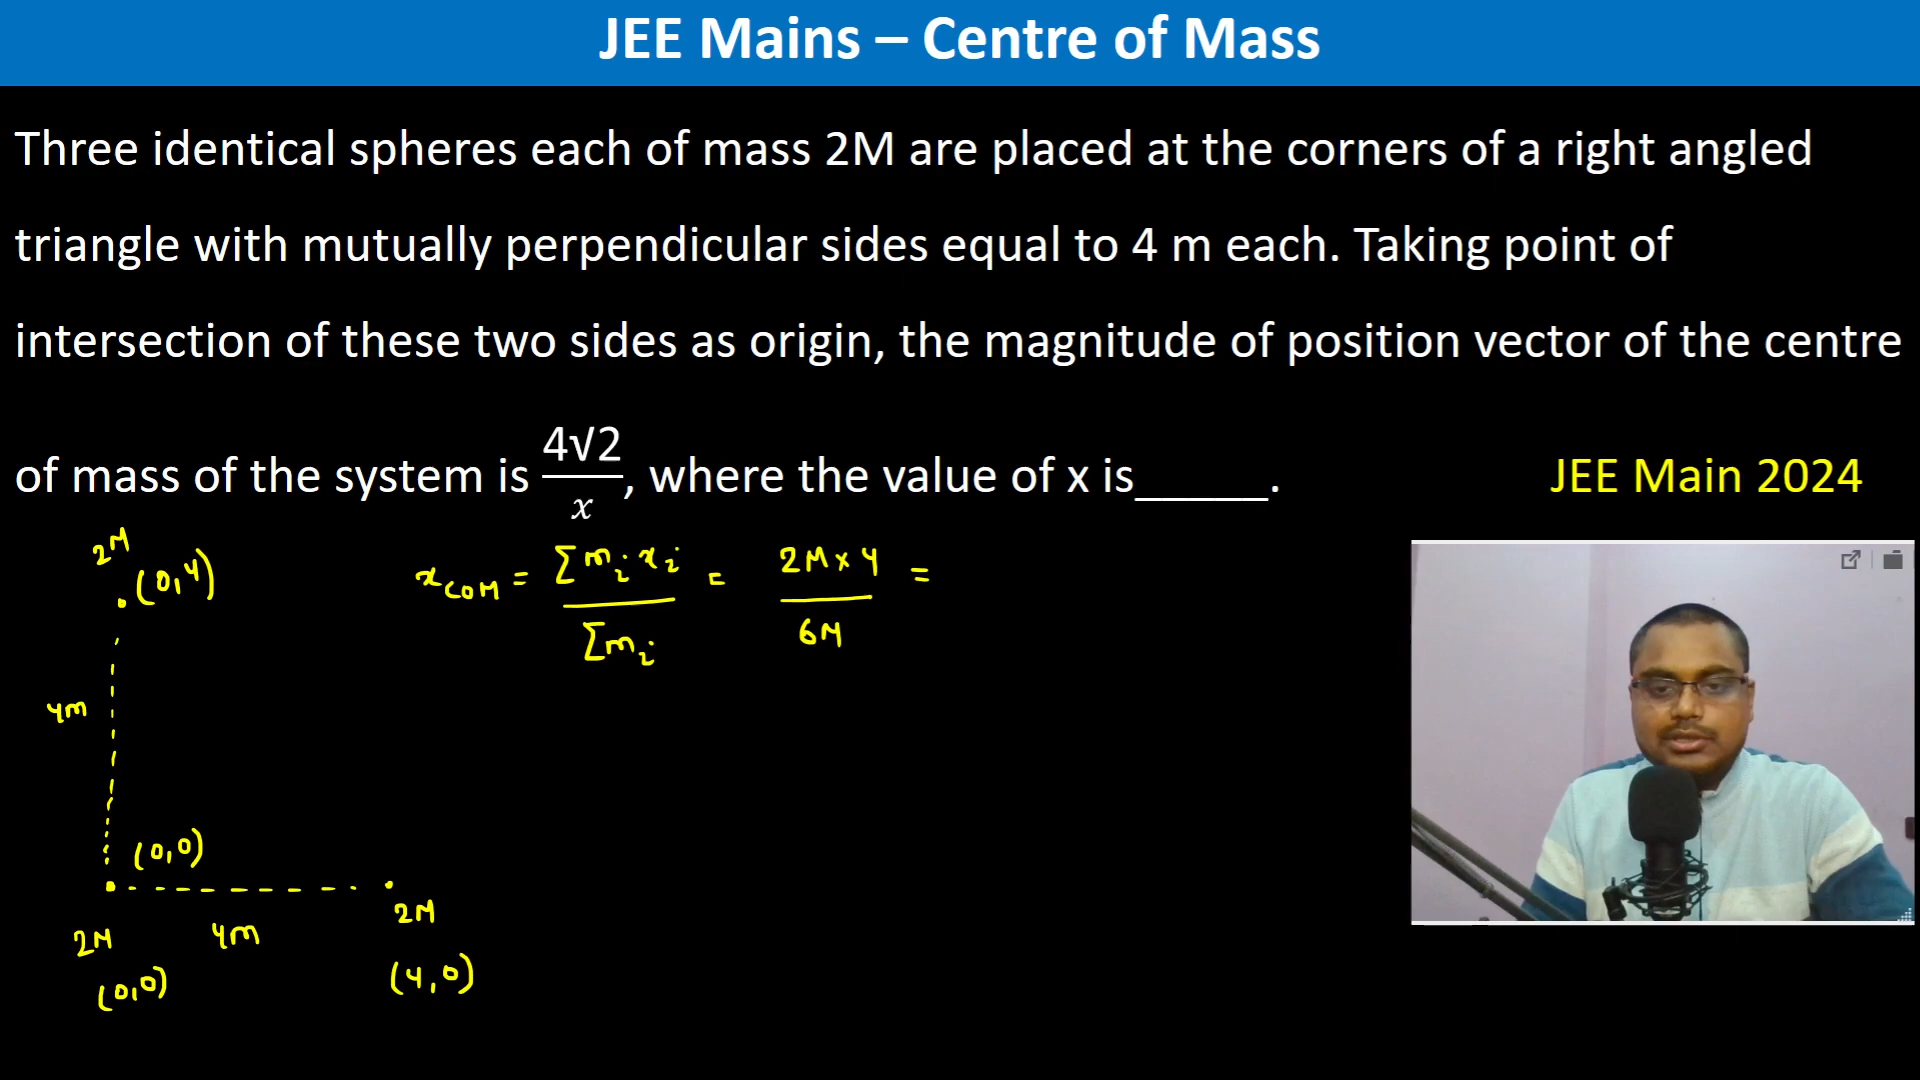 JEE Mains – Centre of Mass
Three identical spheres each of mass 2M are placed at the corners of a right angled
triangle with mutually perpendicular sides equal to 4 m each. Taking point of
intersection of these two sides as origin, the magnitude of position vector of the centre
of mass of the system is 4√2/x, where the value of x is_____.
JEE Main 2024
2M
(0,4)
x_COM = Σ m_i x_i / Σ m_i = 2M × 4 / 6M =
4m
(0,0)
2M
4m
2M
(0,0)
(4,0)